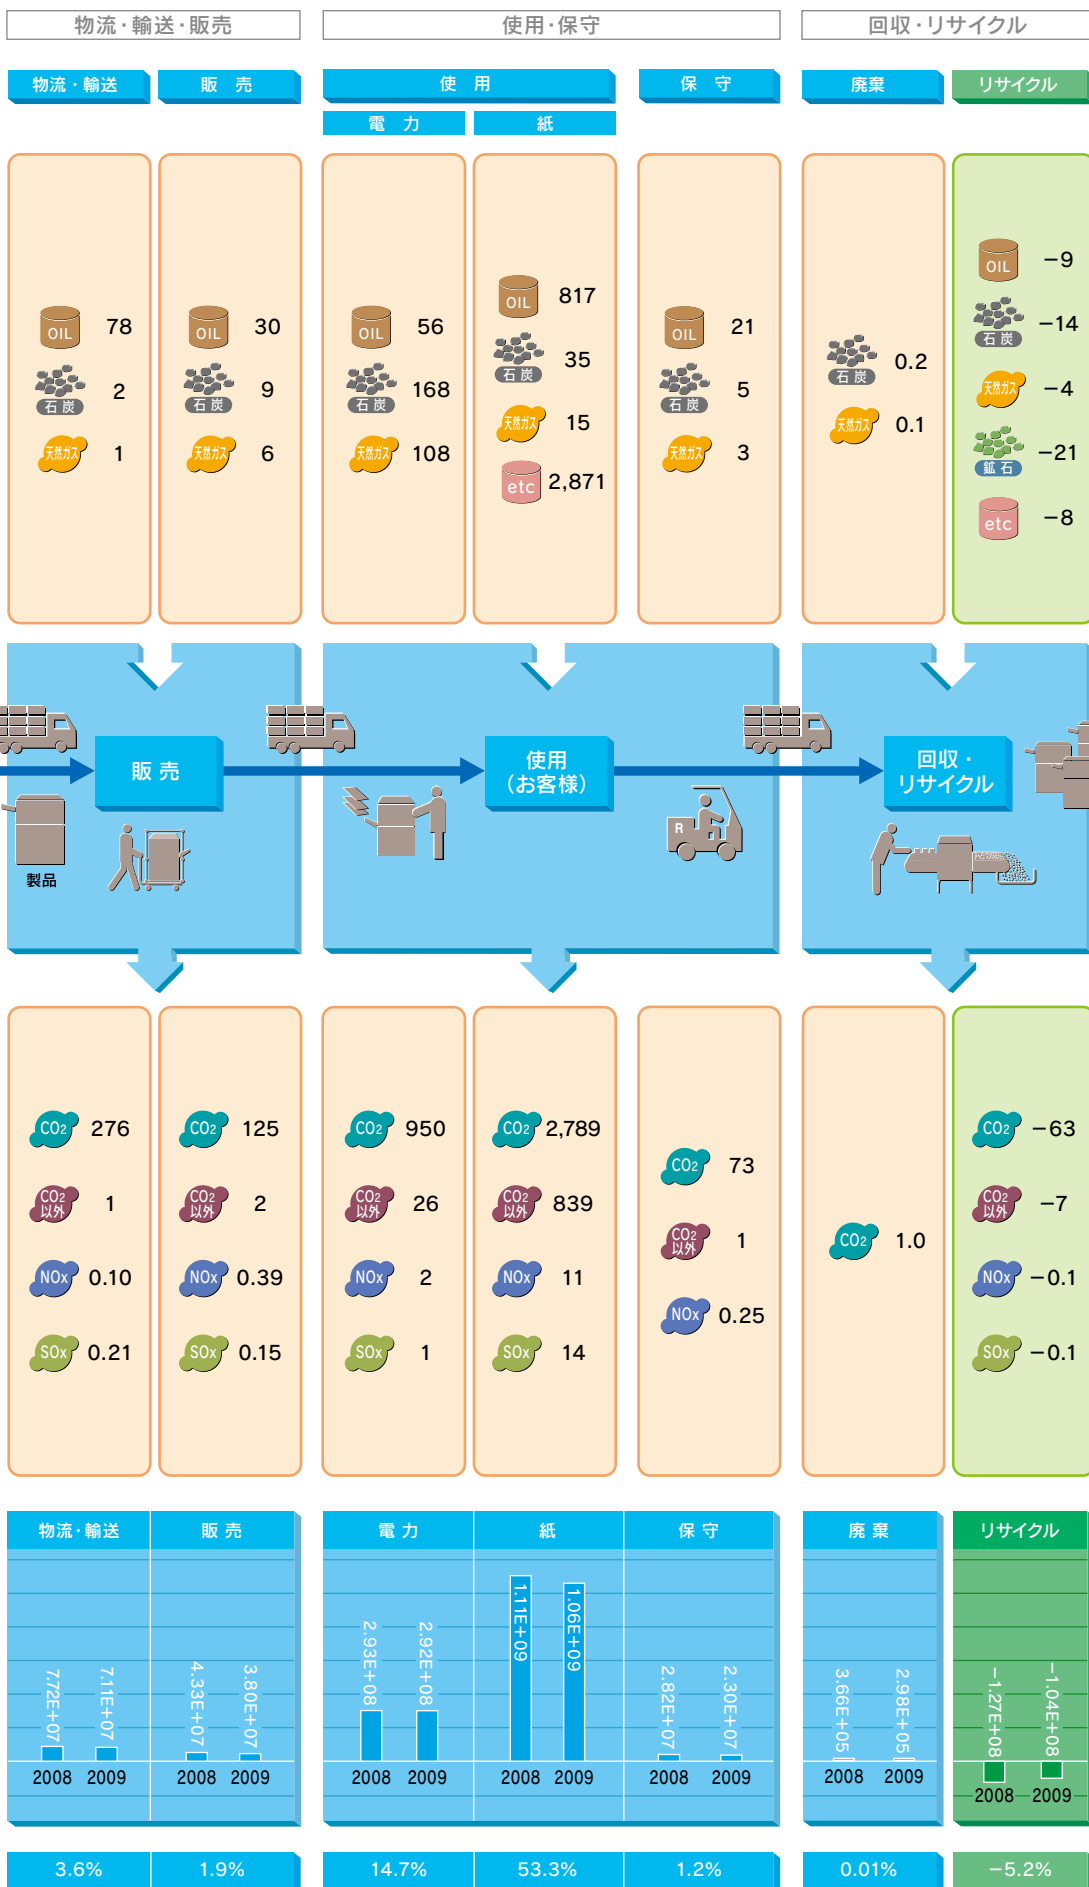 物流・輸送・販売
使用・保守
回収・リサイクル
物流・輸送
販 売
使 用
保 守
廃棄
リサイクル
電 力
紙
OIL 78
石 炭 2
天然ガス 1
OIL 30
石 炭 9
天然ガス 6
OIL 56
石 炭 168
天然ガス 108
OIL 817
石 炭 35
天然ガス 15
etc 2,871
OIL 21
石 炭 5
天然ガス 3
石 炭 0.2
天然ガス 0.1
OIL −9
石 炭 −14
天然ガス −4
鉱 石 −21
etc −8
販 売
使用
(お客様)
回収・
リサイクル
製品
R
CO2 276
CO2以外 1
NOx 0.10
SOx 0.21
CO2 125
CO2以外 2
NOx 0.39
SOx 0.15
CO2 950
CO2以外 26
NOx 2
SOx 1
CO2 2,789
CO2以外 839
NOx 11
SOx 14
CO2 73
CO2以外 1
NOx 0.25
CO2 1.0
CO2 −63
CO2以外 −7
NOx −0.1
SOx −0.1
物流・輸送
販 売
電 力
紙
保 守
廃 棄
リサイクル
7.72E+07 7.11E+07
4.33E+07 3.80E+07
2.93E+08 2.92E+08
1.11E+09 1.06E+09
2.82E+07 2.30E+07
3.66E+05 2.98E+05
−1.27E+08 −1.04E+08
2008 2009
2008 2009
2008 2009
2008 2009
2008 2009
2008 2009
2008 2009
3.6%
1.9%
14.7%
53.3%
1.2%
0.01%
−5.2%